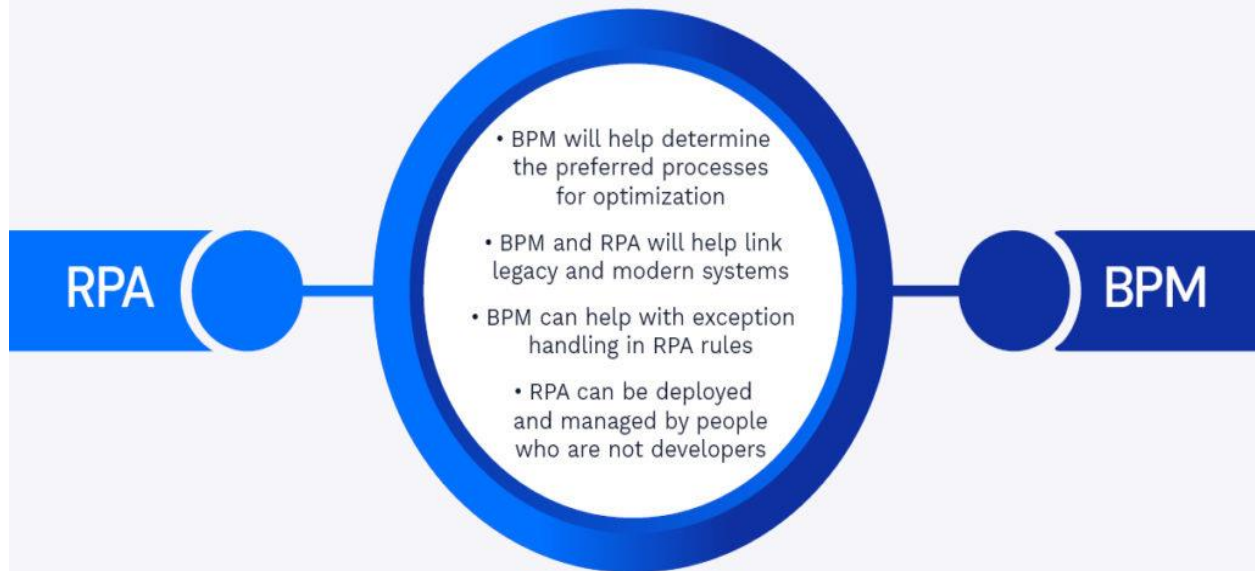 RPA
• BPM will help determine
the preferred processes
for optimization
• BPM and RPA will help link
legacy and modern systems
• BPM can help with exception
handling in RPA rules
• RPA can be deployed
and managed by people
who are not developers
BPM